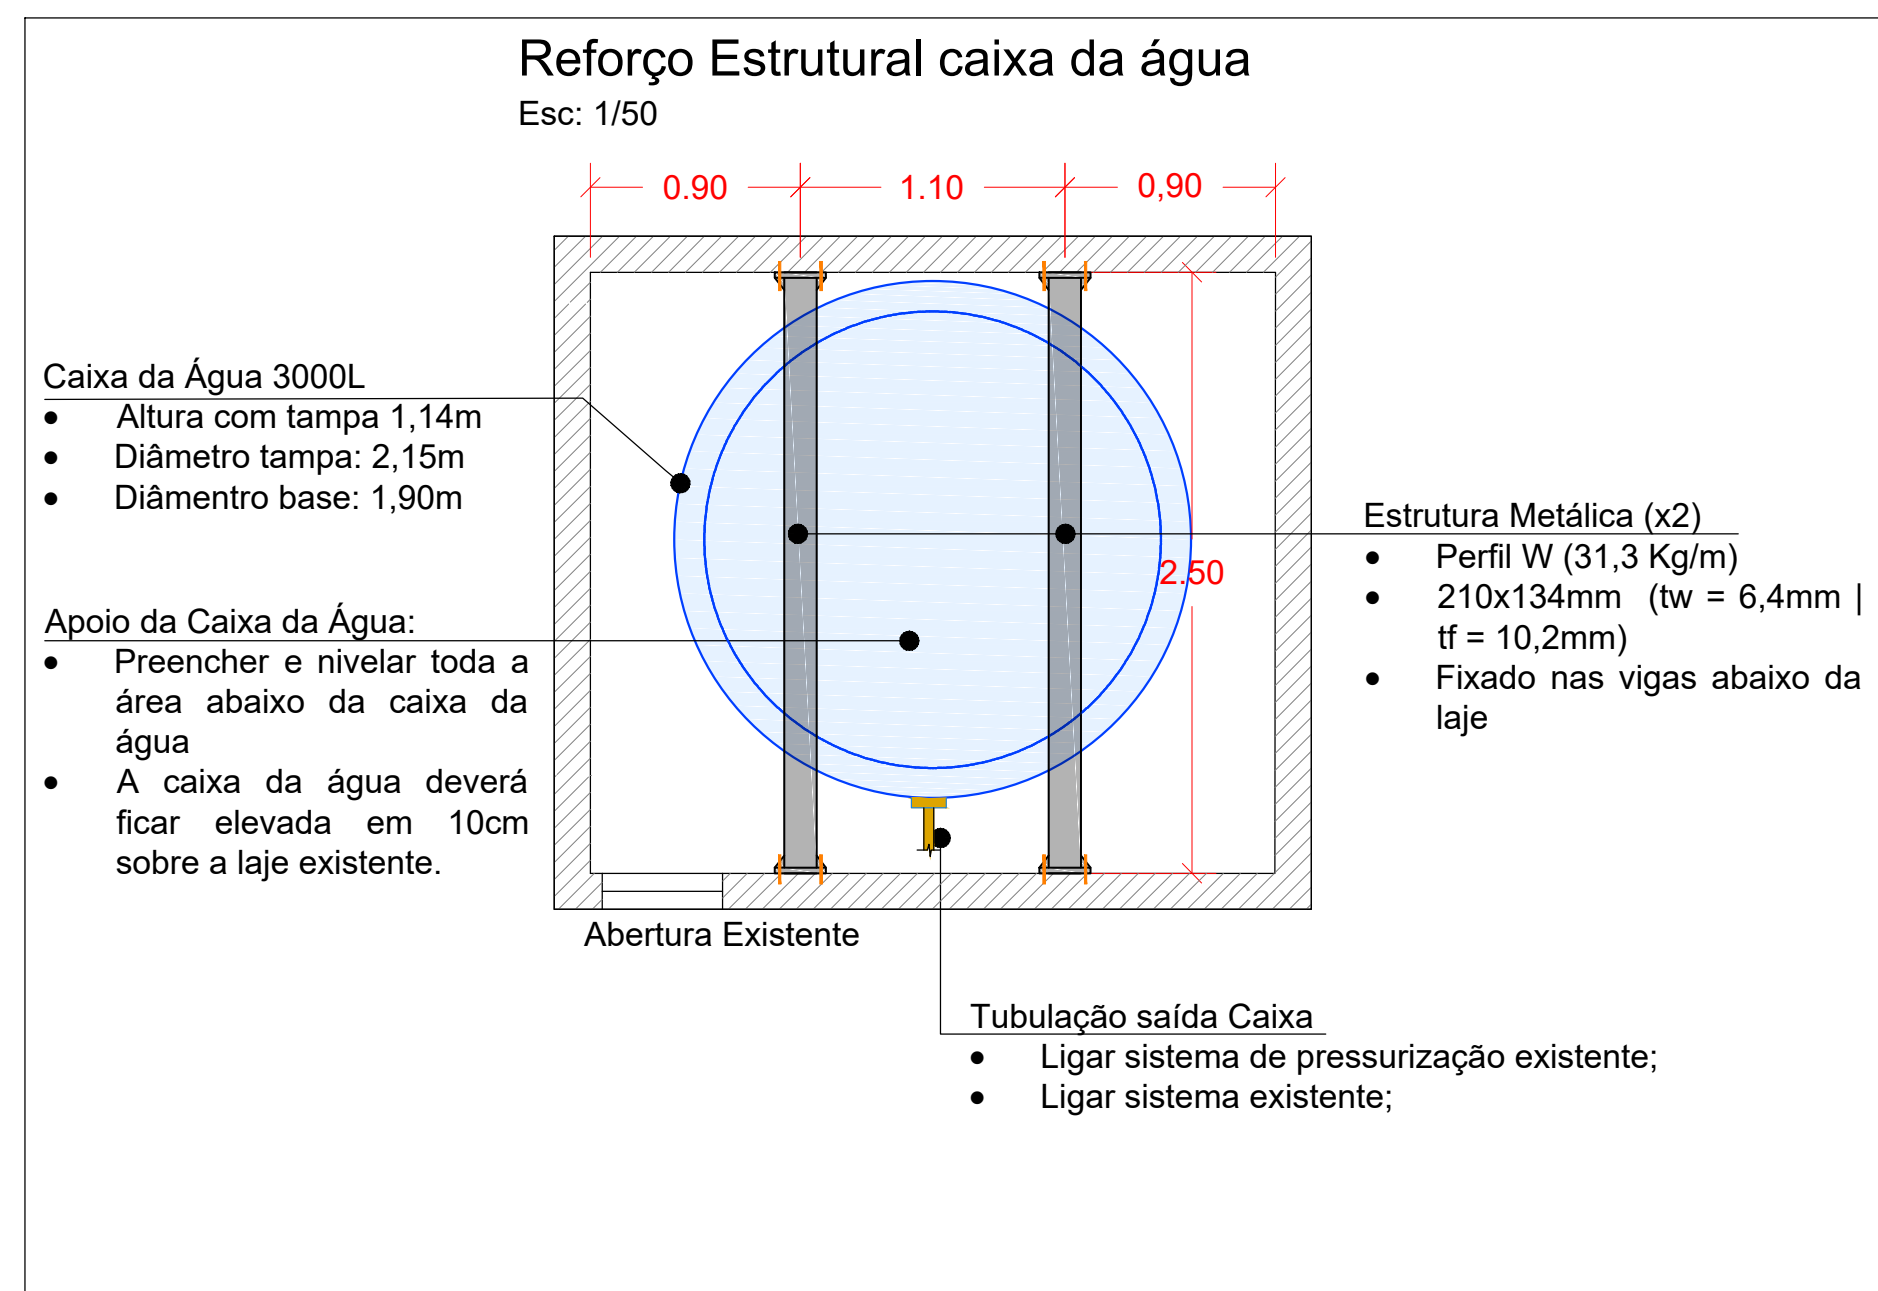 Reforço Estrutural caixa da água
Esc: 1/50
0.90
1.10
0,90
Caixa da Água 3000L
• Altura com tampa 1,14m
• Diâmetro tampa: 2,15m
• Diâmentro base: 1,90m
Estrutura Metálica (x2)
• Perfil W (31,3 Kg/m)
• 210x134mm (tw = 6,4mm |
tf = 10,2mm)
• Fixado nas vigas abaixo da
laje
2.50
Apoio da Caixa da Água:
• Preencher e nivelar toda a
área abaixo da caixa da
água
• A caixa da água deverá
ficar elevada em 10cm
sobre a laje existente.
Abertura Existente
Tubulação saída Caixa
• Ligar sistema de pressurização existente;
• Ligar sistema existente;